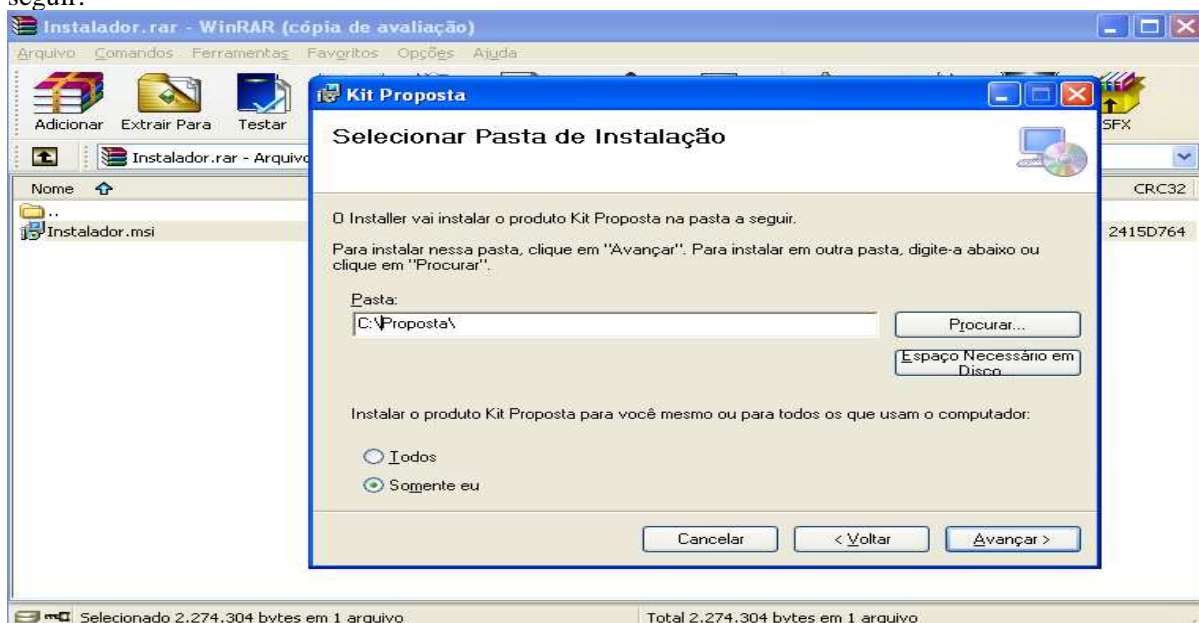 seguir:
Instalador.rar - WinRAR (cópia de avaliação)
Arquivo Comandos Ferramentas Favoritos Opções Ajuda
Adicionar Extrair Para Testar SFX
Instalador.rar - Arquivo
Nome CRC32
..
Instalador.msi 2415D764
Kit Proposta
Selecionar Pasta de Instalação
O Installer vai instalar o produto Kit Proposta na pasta a seguir.
Para instalar nessa pasta, clique em "Avançar". Para instalar em outra pasta, digite-a abaixo ou
clique em "Procurar".
Pasta:
C:\Proposta\
Procurar...
Espaço Necessário em
Disco
Instalar o produto Kit Proposta para você mesmo ou para todos os que usam o computador:
Todos
Somente eu
Cancelar < Voltar Avançar >
Selecionado 2.274.304 bytes em 1 arquivo Total 2.274.304 bytes em 1 arquivo